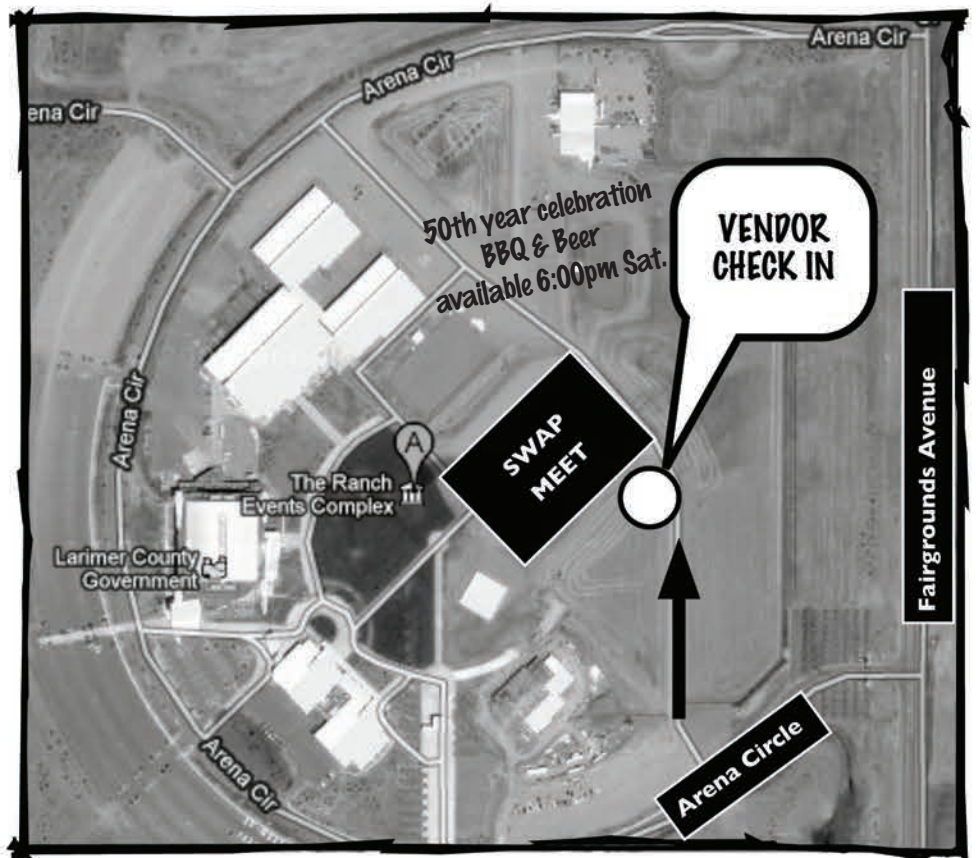 Arena Cir
Arena Cir
ena Cir
50th year celebration
BBQ & Beer
available 6:00pm Sat.
VENDOR
CHECK IN
Arena Cir
SWAP
MEET
Fairgrounds Avenue
A
The Ranch
Events Complex
Larimer County
Government
Arena Cir
Arena Circle